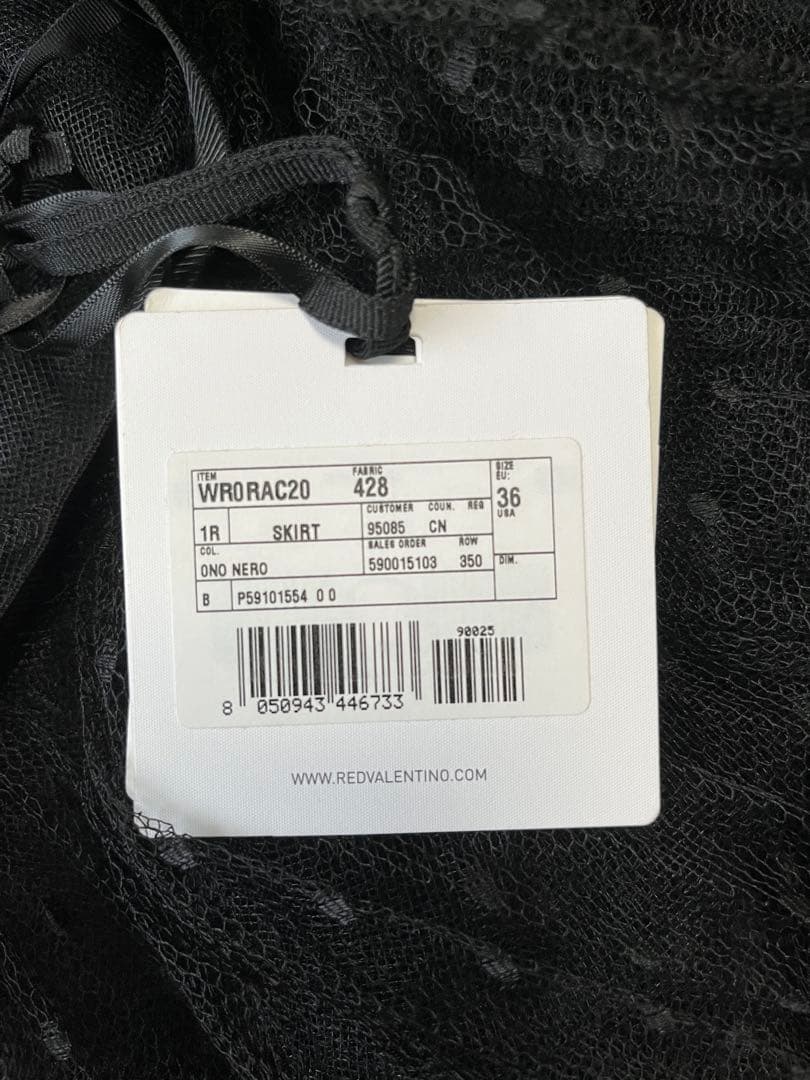 ITEM FABRIC SIZE
EU:
WR0RAC20 428 36
USA
CUSTOMER COUN. REG
1R SKIRT 95085 CN
COL. SALES ORDER ROW DIM.
0NO NERO 590015103 350
B P59101554 0 0
90025
8 050943 446733
WWW.REDVALENTINO.COM